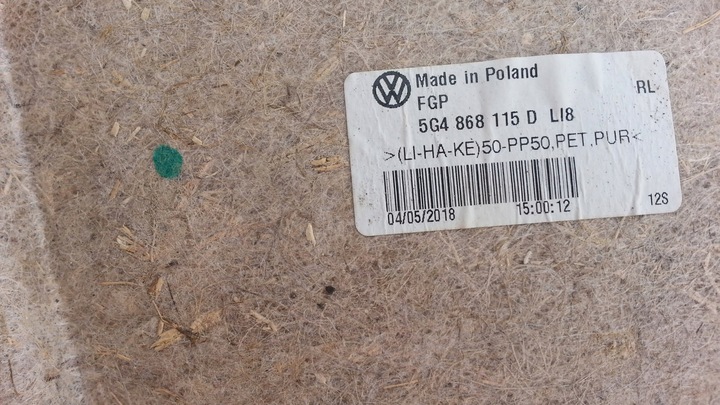 Made in Poland
FGP
RL
5G4 868 115 D LI8
>(LI-HA-KE)50-PP50,PET,PUR<
04/05/2018 15:00:12
12S